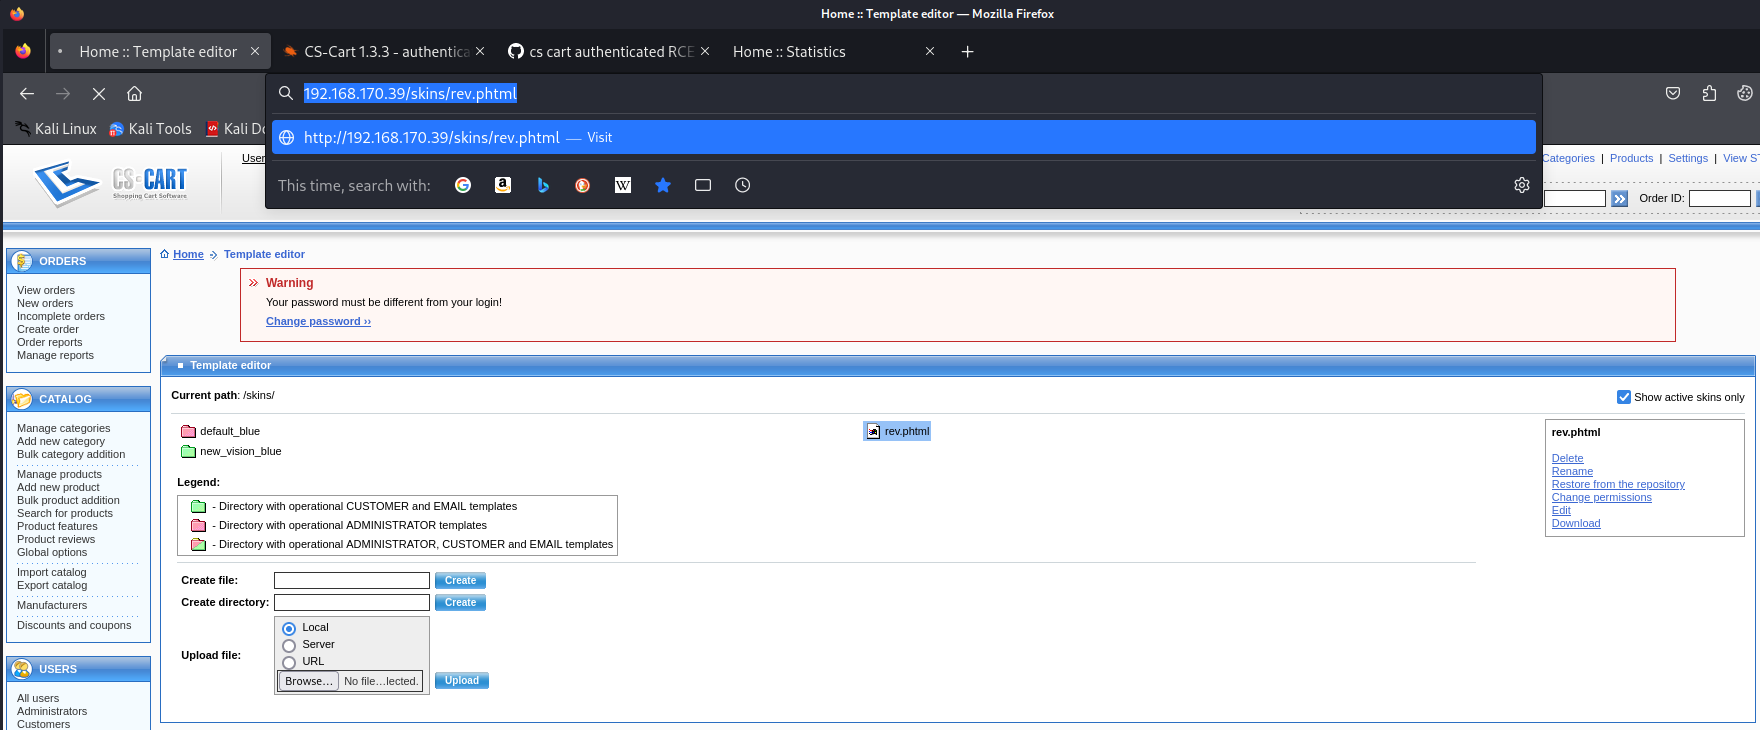 Home :: Template editor — Mozilla Firefox
Home :: Template editor
CS-Cart 1.3.3 - authentica
cs cart authenticated RCE
Home :: Statistics
192.168.170.39/skins/rev.phtml
http://192.168.170.39/skins/rev.phtml — Visit
This time, search with:
Kali Linux
Kali Tools
Kali Do
CS-CART
Shopping Cart Software
User
Categories | Products | Settings | View ST
Order ID:
ORDERS
View orders
New orders
Incomplete orders
Create order
Order reports
Manage reports
CATALOG
Manage categories
Add new category
Bulk category addition
Manage products
Add new product
Bulk product addition
Search for products
Product features
Product reviews
Global options
Import catalog
Export catalog
Manufacturers
Discounts and coupons
USERS
All users
Administrators
Customers
Home
Template editor
Warning
Your password must be different from your login!
Change password ››
Template editor
Current path: /skins/
Show active skins only
default_blue
new_vision_blue
rev.phtml
rev.phtml
Delete
Rename
Restore from the repository
Change permissions
Edit
Download
Legend:
- Directory with operational CUSTOMER and EMAIL templates
- Directory with operational ADMINISTRATOR templates
- Directory with operational ADMINISTRATOR, CUSTOMER and EMAIL templates
Create file:
Create
Create directory:
Create
Upload file:
Local
Server
URL
Browse...
No file...lected.
Upload